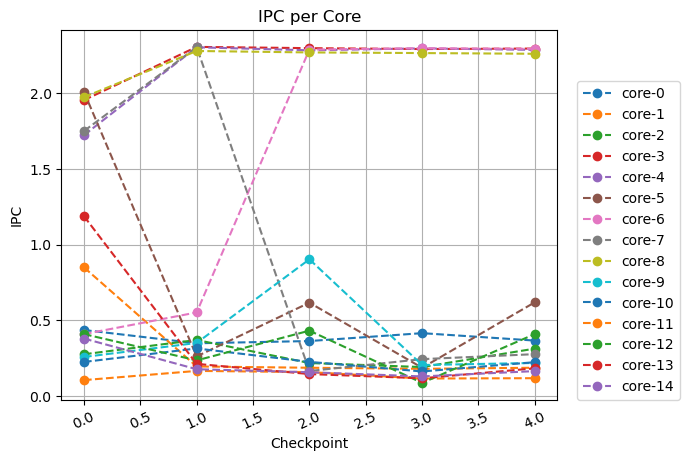 IPC per Core
IPC
2.0
1.5
1.0
0.5
0.0
0.0
0.5
1.0
1.5
2.0
2.5
3.0
3.5
4.0
Checkpoint
core-0
core-1
core-2
core-3
core-4
core-5
core-6
core-7
core-8
core-9
core-10
core-11
core-12
core-13
core-14